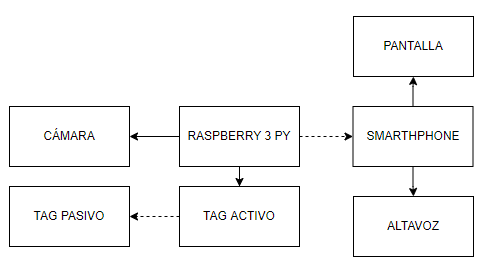 PANTALLA
CÁMARA
RASPBERRY 3 PY
SMARTHPHONE
TAG PASIVO
TAG ACTIVO
ALTAVOZ